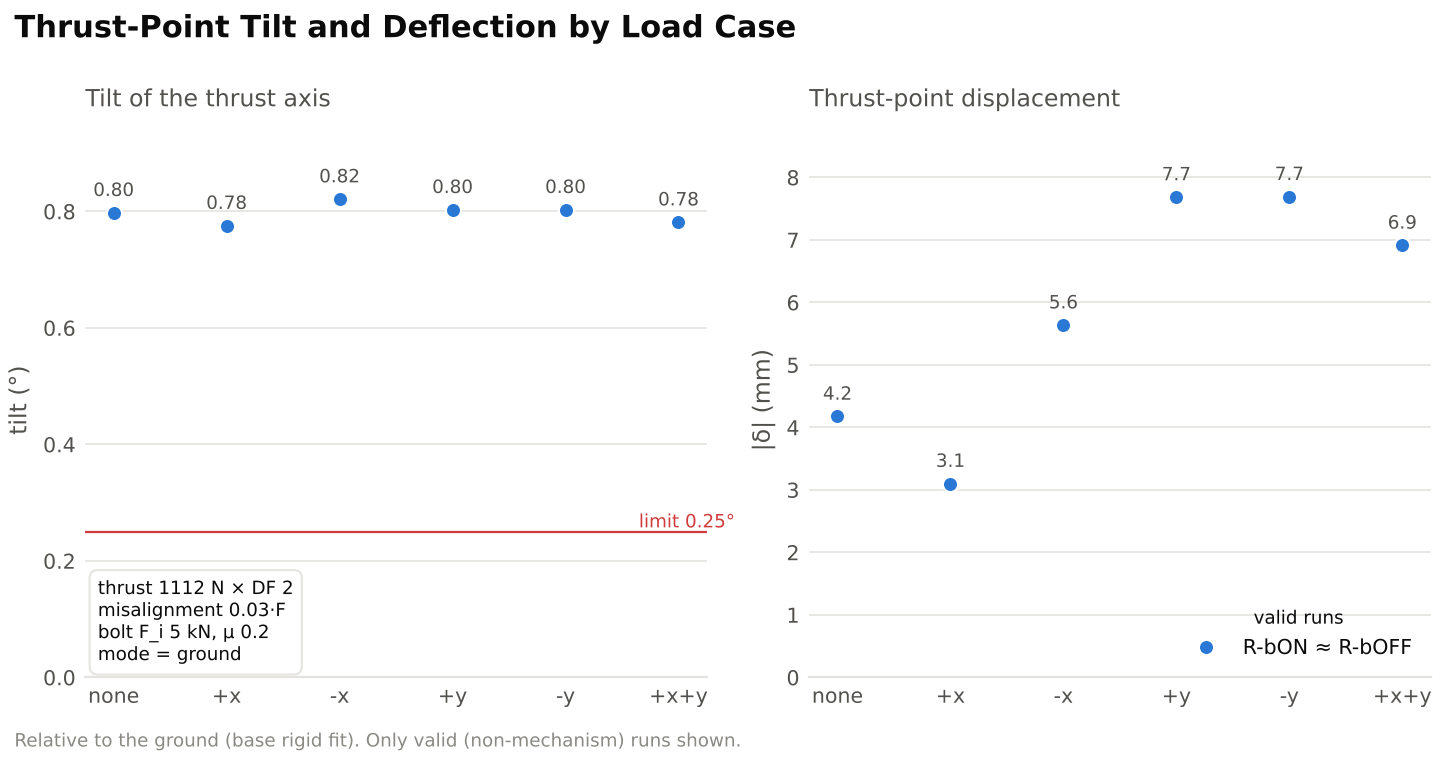 Thrust-Point Tilt and Deflection by Load Case
Tilt of the thrust axis
tilt (°)
0.8
0.6
0.4
0.2
0.0
0.80
0.78
0.82
0.80
0.80
0.78
limit 0.25°
thrust 1112 N × DF 2
misalignment 0.03·F
bolt F_i 5 kN, μ 0.2
mode = ground
none
+x
-x
+y
-y
+x+y
Thrust-point displacement
|δ| (mm)
8
7
6
5
4
3
2
1
0
4.2
3.1
5.6
7.7
7.7
6.9
valid runs
R-bON ≈ R-bOFF
none
+x
-x
+y
-y
+x+y
Relative to the ground (base rigid fit). Only valid (non-mechanism) runs shown.